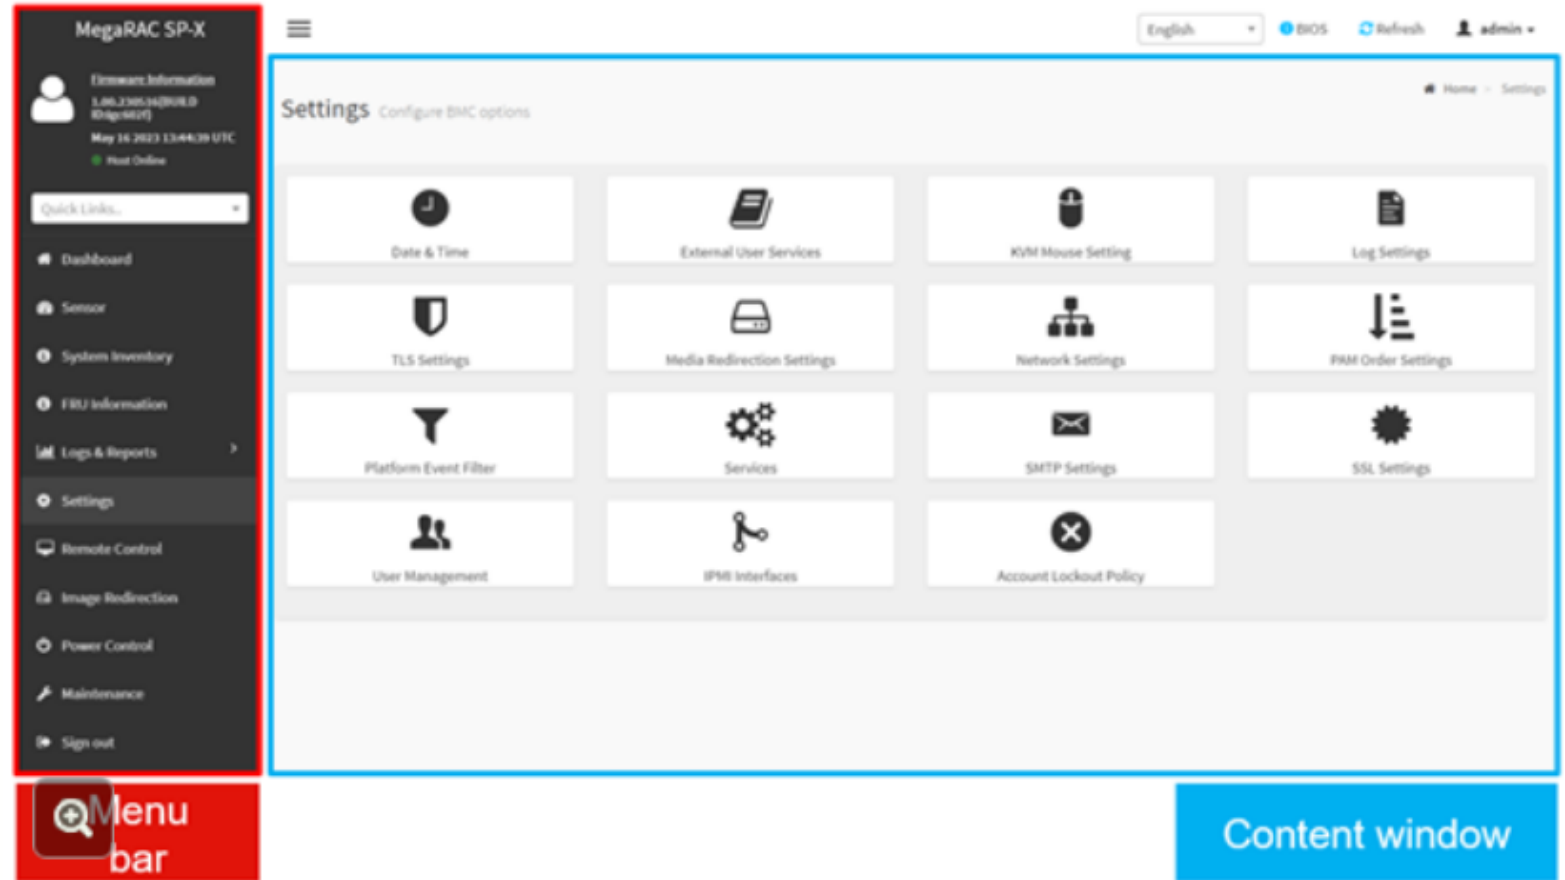 MegaRAC SP-X
English
BIOS
Refresh
admin
Firmware Information
May 16 2023 13:44:39 UTC
Host Online
Quick Links..
Dashboard
Sensor
System Inventory
FRU Information
Logs & Reports
Settings
Remote Control
Image Redirection
Power Control
Maintenance
Sign out
Settings Configure BMC options
Home > Settings
Date & Time
External User Services
KVM Mouse Setting
Log Settings
TLS Settings
Media Redirection Settings
Network Settings
PAM Order Settings
Platform Event Filter
Services
SMTP Settings
SSL Settings
User Management
IPMI Interfaces
Account Lockout Policy
Menu
bar
Content window